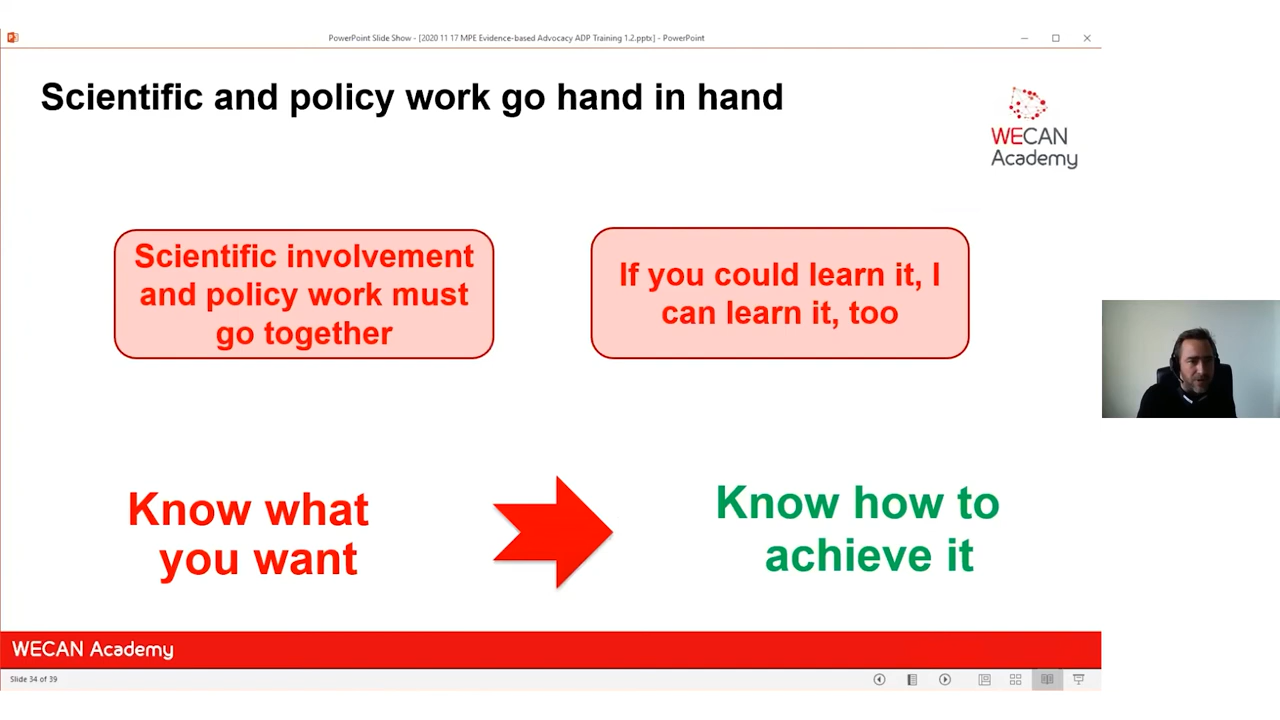 PowerPoint Slide Show - [2020 11 17 MPE Evidence-based Advocacy ADP Training 1.2.pptx] - PowerPoint
Scientific and policy work go hand in hand
WECAN
Academy
Scientific involvement
and policy work must
go together
If you could learn it, I
can learn it, too
Know what
you want
Know how to
achieve it
WECAN Academy
Slide 34 of 39